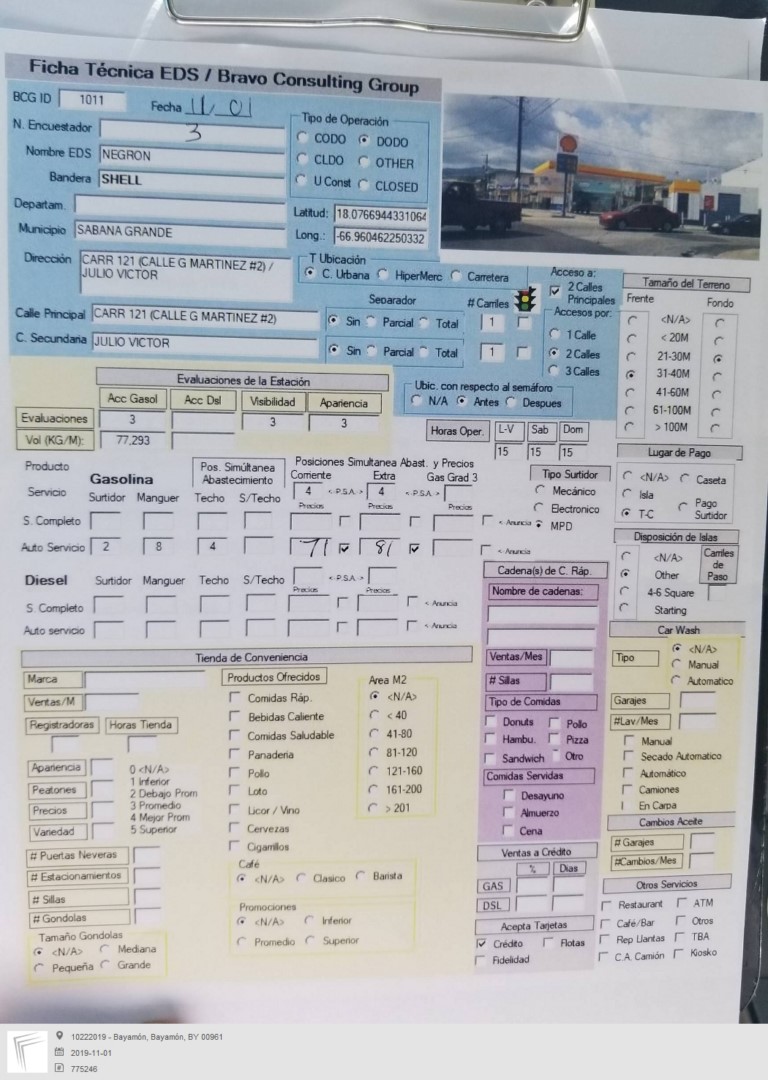 Ficha Técnica EDS / Bravo Consulting Group
BCG ID 1011 Fecha 11/01
N. Encuestador 3
Nombre EDS NEGRON
Bandera SHELL
Departam.
Municipio SABANA GRANDE
Tipo de Operación
CODO DODO
CLDO OTHER
U Const CLOSED
Latitud: 18.0766944331064
Long.: -66.960462250332
Dirección CARR 121 (CALLE G MARTINEZ #2) /
JULIO VICTOR
T Ubicación
C. Urbana HiperMerc Carretera
Acceso a:
2 Calles
Principales
Separador # Carriles
Calle Principal CARR 121 (CALLE G MARTINEZ #2) Sin Parcial Total 1
C. Secundaria JULIO VICTOR Sin Parcial Total 1
Accesos por:
1 Calle
2 Calles
3 Calles
Tamaño del Terreno
Frente Fondo
<N/A>
< 20M
21-30M
31-40M
41-60M
61-100M
> 100M
Evaluaciones de la Estación
Acc Gasol Acc Dsl Visibilidad Apariencia
Evaluaciones 3 3 3
Vol (KG/M): 77,293
Ubic. con respecto al semáforo
N/A Antes Despues
Horas Oper. L-V Sab Dom
15 15 15
Lugar de Pago
<N/A> Caseta
Isla
T-C Pago
Surtidor
Producto
Gasolina
Pos. Simúltanea
Abastecimiento
Posiciones Simultanea Abast. y Precios
Corriente Extra Gas Grad 3
Servicio Surtidor Manguer Techo S/Techo 4 < P.S.A > 4 < P.S.A >
Precios Precios Precios
S. Completo < Anuncia
Auto Servicio 2 8 4 71 81 < Anuncia
Tipo Surtidor
Mecánico
Electronico
MPD
Disposición de Islas
<N/A>
Other
4-6 Square
Starting
Carriles
de
Paso
Diesel Surtidor Manguer Techo S/Techo < P.S.A >
Precios Precios
S. Completo < Anuncia
Auto servicio < Anuncia
Cadena(s) de C. Ráp.
Nombre de cadenas:
Ventas/Mes
# Sillas
Tipo de Comidas
Donuts Pollo
Hambu. Pizza
Sandwich Otro
Comidas Servidas
Desayuno
Almuerzo
Cena
Car Wash
Tipo <N/A>
Manual
Automatico
Garajes
#Lav/Mes
Manual
Secado Automatico
Automático
Camiones
En Carpa
Tienda de Conveniencia
Marca
Ventas/M
Registradoras Horas Tienda
Apariencia
Peatones
Precios
Variedad
0 <N/A>
1 Inferior
2 Debajo Prom
3 Promedio
4 Mejor Prom
5 Superior
# Puertas Neveras
# Estacionamientos
# Sillas
# Gondolas
Tamaño Gondolas
<N/A> Mediana
Pequeña Grande
Productos Ofrecidos
Comidas Ráp.
Bebidas Caliente
Comidas Saludable
Panaderia
Pollo
Loto
Licor / Vino
Cervezas
Cigarrillos
Area M2
<N/A>
< 40
41-80
81-120
121-160
161-200
> 201
Café
<N/A> Clasico Barista
Promociones
<N/A> Inferior
Promedio Superior
Ventas a Crédito
% Dias
GAS
DSL
Acepta Tarjetas
Crédito Flotas
Fidelidad
Cambios Aceite
# Garajes
#Cambios/Mes
Otros Servicios
Restaurant ATM
Café/Bar Otros
Rep Llantas TBA
C.A. Camión Kiosko
10222019 - Bayamón, Bayamón, BY 00961
2019-11-01
775246